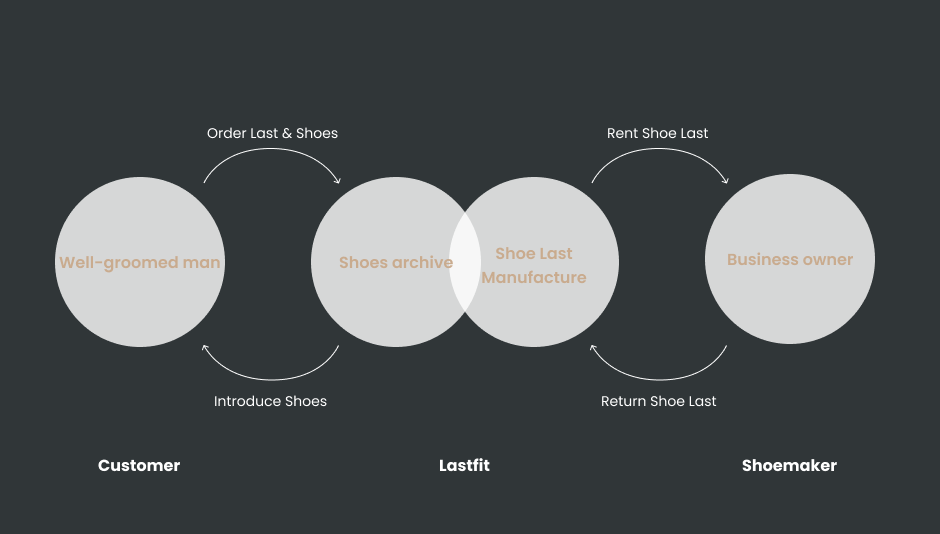 Order Last & Shoes
Rent Shoe Last
Well-groomed man
Shoes archive
Shoe Last
Manufacture
Business owner
Introduce Shoes
Return Shoe Last
Customer
Lastfit
Shoemaker